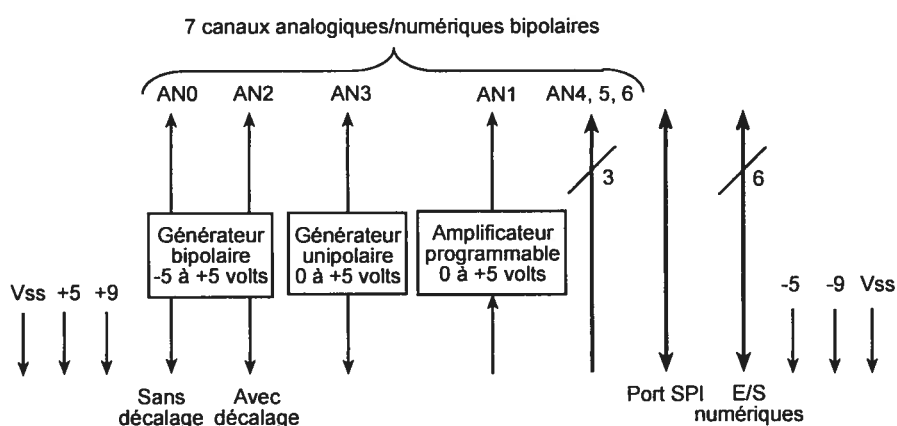 7 canaux analogiques/numériques bipolaires
AN0 AN2 AN3 AN1 AN4, 5, 6
3 6
Générateur bipolaire -5 à +5 volts
Générateur unipolaire 0 à +5 volts
Amplificateur programmable 0 à +5 volts
Vss +5 +9
-5 -9 Vss
Sans décalage
Avec décalage
Port SPI
E/S numériques